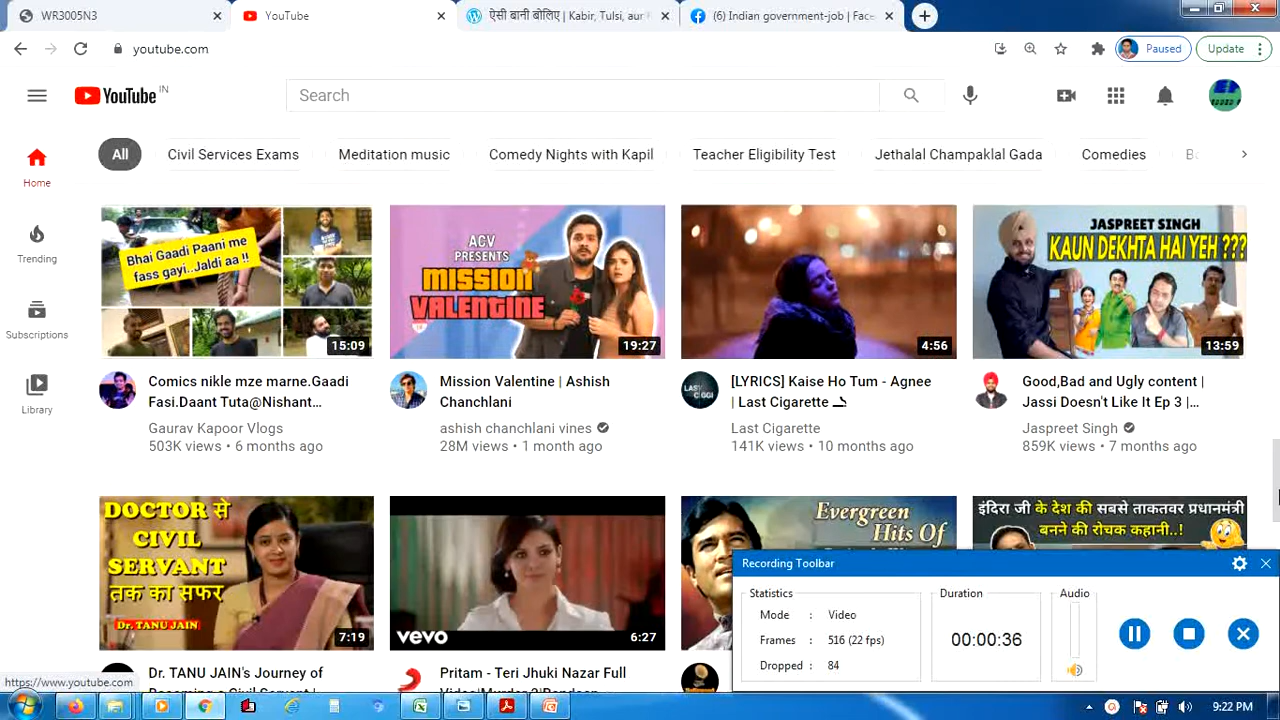 WR3005N3
YouTube
ऐसी बानी बोलिए | Kabir, Tulsi, aur
(6) Indian government-job | Face
youtube.com
Paused
Update
YouTube IN
Search
All
Civil Services Exams
Meditation music
Comedy Nights with Kapil
Teacher Eligibility Test
Jethalal Champaklal Gada
Comedies
Home
Trending
Subscriptions
Library
Bhai Gaadi Paani me
fass gayi..Jaldi aa !!
15:09
ACV
PRESENTS
MISSION
VALENTINE
19:27
4:56
JASPREET SINGH
KAUN DEKHTA HAI YEH ???
13:59
Comics nikle mze marne.Gaadi
Fasi.Daant Tuta@Nishant...
Gaurav Kapoor Vlogs
503K views • 6 months ago
Mission Valentine | Ashish
Chanchlani
ashish chanchlani vines
28M views • 1 month ago
LAST
CIGGI
[LYRICS] Kaise Ho Tum - Agnee
| Last Cigarette
Last Cigarette
141K views • 10 months ago
Good,Bad and Ugly content |
Jassi Doesn't Like It Ep 3 |...
Jaspreet Singh
859K views • 7 months ago
DOCTOR से
CIVIL
SERVANT
तक का सफर
Dr. TANU JAIN
7:19
vevo
6:27
Evergreen
Hits Of
इंदिरा जी के देश की सबसे ताकतवर प्रधानमंत्री
बनने की रोचक कहानी..!
Dr. TANU JAIN's Journey of
Pritam - Teri Jhuki Nazar Full
Recording Toolbar
Statistics
Mode : Video
Frames : 516 (22 fps)
Dropped : 84
Duration
00:00:36
Audio
https://www.youtube.com
9:22 PM